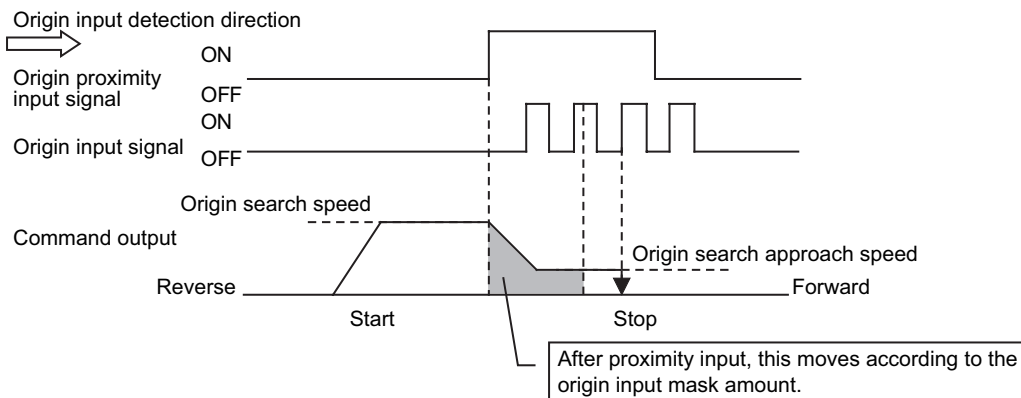 Origin input detection direction
ON
Origin proximity
input signal
OFF
ON
Origin input signal
OFF
Origin search speed
Command output
Origin search approach speed
Reverse
Forward
Start
Stop
After proximity input, this moves according to the
origin input mask amount.